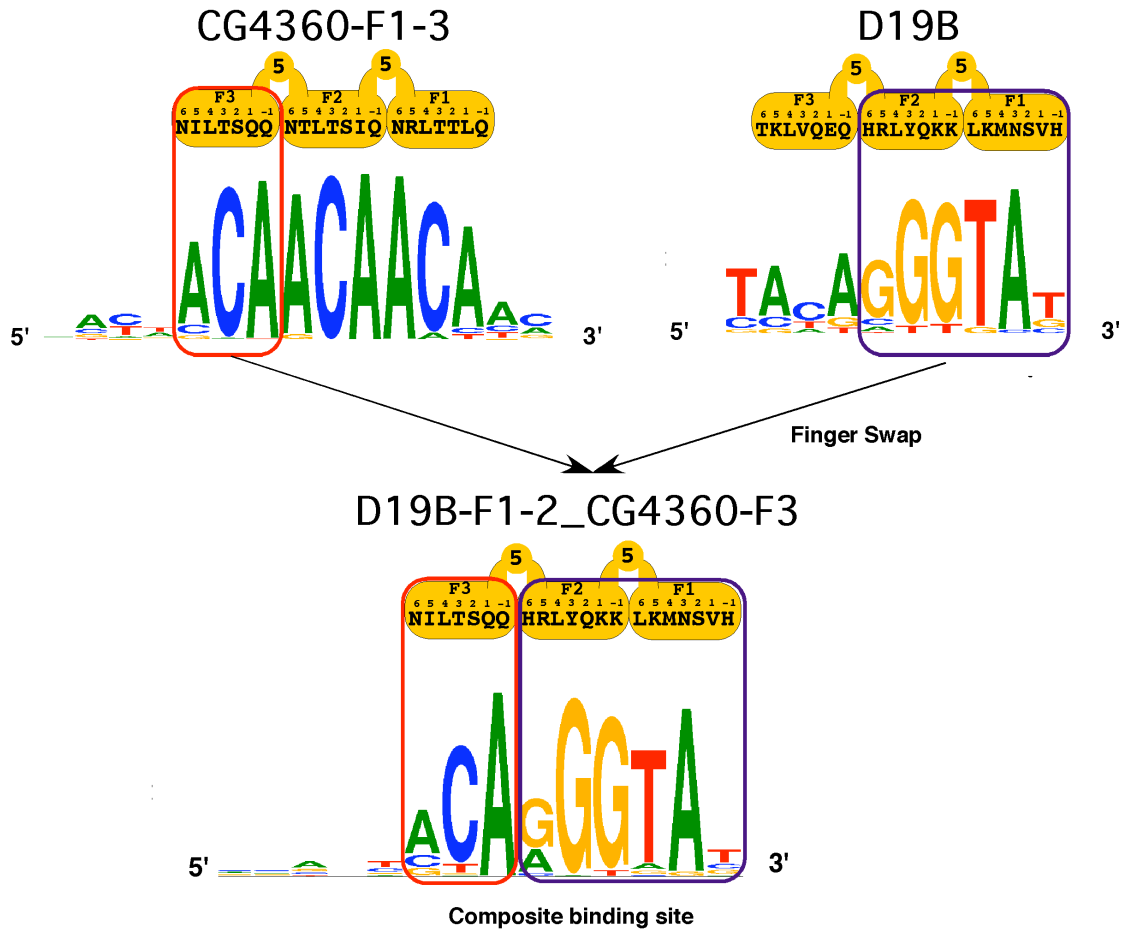 CG4360-F1-3
D19B
5 5
5 5
F3 F2 F1
F3 F2 F1
6 5 4 3 2 1 -1 6 5 4 3 2 1 -1 6 5 4 3 2 1 -1
6 5 4 3 2 1 -1 6 5 4 3 2 1 -1 6 5 4 3 2 1 -1
NILTSQQ NTLTSIQ NRLTTLQ
TKLVQEQ HRLYQKK LKMNSVH
ACAACAACAAC
TACAGGGTAT
5' 3'
5' 3'
Finger Swap
D19B-F1-2_CG4360-F3
5 5
F3 F2 F1
6 5 4 3 2 1 -1 6 5 4 3 2 1 -1 6 5 4 3 2 1 -1
NILTSQQ HRLYQKK LKMNSVH
ACAGGGTAT
5' 3'
Composite binding site